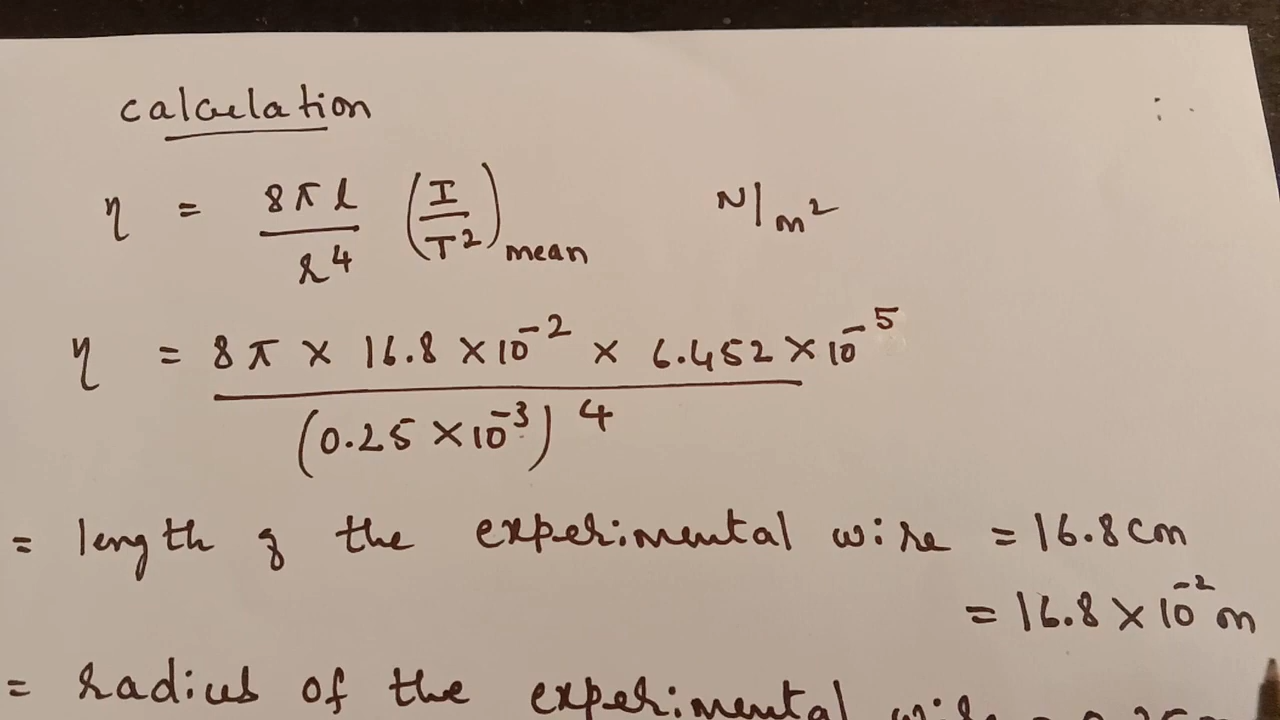 calculation
η = 8πl / r⁴ (I / T²)mean N/m²
η = 8π × 16.8 × 10⁻² × 6.452 × 10⁻⁵ / (0.25 × 10⁻³)⁴
= length of the experimental wire = 16.8 cm
= 16.8 × 10⁻² m
= radius of the experimental wire =